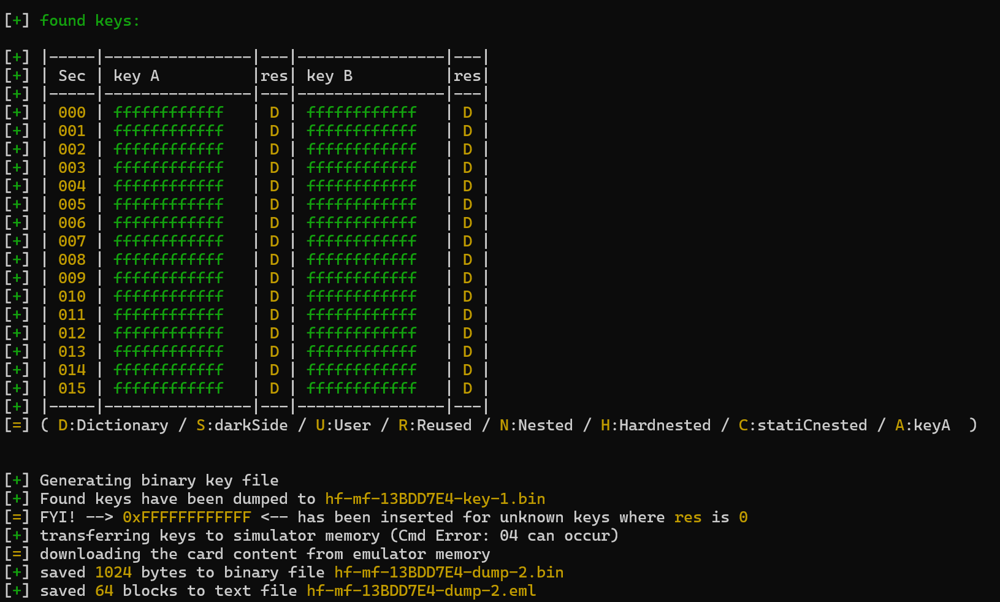 [+] found keys:
[+] |-----|----------------|---|----------------|---|
[+] | Sec | key A          |res| key B          |res|
[+] |-----|----------------|---|----------------|---|
[+] | 000 | ffffffffffff   | D | ffffffffffff   | D |
[+] | 001 | ffffffffffff   | D | ffffffffffff   | D |
[+] | 002 | ffffffffffff   | D | ffffffffffff   | D |
[+] | 003 | ffffffffffff   | D | ffffffffffff   | D |
[+] | 004 | ffffffffffff   | D | ffffffffffff   | D |
[+] | 005 | ffffffffffff   | D | ffffffffffff   | D |
[+] | 006 | ffffffffffff   | D | ffffffffffff   | D |
[+] | 007 | ffffffffffff   | D | ffffffffffff   | D |
[+] | 008 | ffffffffffff   | D | ffffffffffff   | D |
[+] | 009 | ffffffffffff   | D | ffffffffffff   | D |
[+] | 010 | ffffffffffff   | D | ffffffffffff   | D |
[+] | 011 | ffffffffffff   | D | ffffffffffff   | D |
[+] | 012 | ffffffffffff   | D | ffffffffffff   | D |
[+] | 013 | ffffffffffff   | D | ffffffffffff   | D |
[+] | 014 | ffffffffffff   | D | ffffffffffff   | D |
[+] | 015 | ffffffffffff   | D | ffffffffffff   | D |
[+] |-----|----------------|---|----------------|---|
[=] ( D:Dictionary / S:darkSide / U:User / R:Reused / N:Nested / H:Hardnested / C:statiCnested / A:keyA  )
[+] Generating binary key file
[+] Found keys have been dumped to hf-mf-13BDD7E4-key-1.bin
[=] FYI! --> 0xFFFFFFFFFFFF <-- has been inserted for unknown keys where res is 0
[+] transferring keys to simulator memory (Cmd Error: 04 can occur)
[=] downloading the card content from emulator memory
[+] saved 1024 bytes to binary file hf-mf-13BDD7E4-dump-2.bin
[+] saved 64 blocks to text file hf-mf-13BDD7E4-dump-2.eml